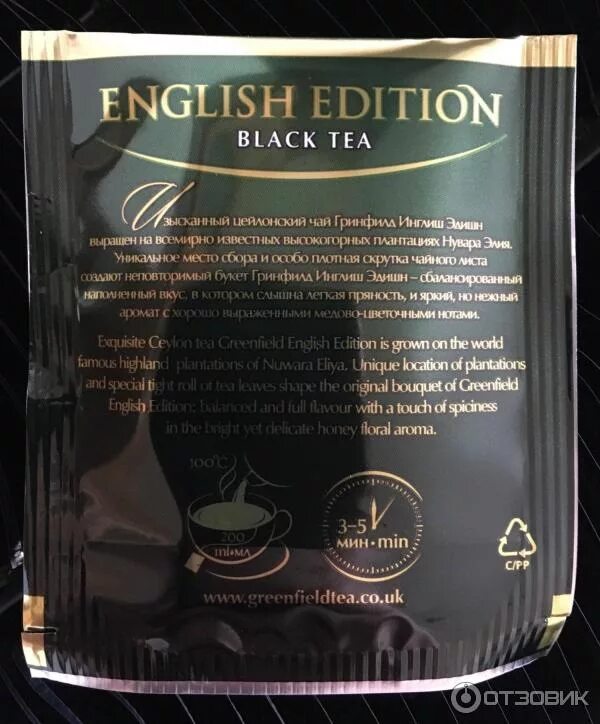 ENGLISH EDITION
BLACK TEA
Изысканный цейлонский чай Гринфилд Инглиш Эдишн
выращен на всемирно известных высокогорных плантациях Нувара Элия.
Уникальное место сбора и особо плотная скрутка чайного листа
создают неповторимый букет Гринфилд Инглиш Эдишн – сбалансированный
наполненный вкус, в котором слышна легкая пряность, и яркий, но нежный
аромат с хорошо выраженными медово-цветочными нотами.
Exquisite Ceylon tea Greenfield English Edition is grown on the world
famous highland plantations of Nuwara Eliya. Unique location of plantations
and special tight roll of tea leaves shape the original bouquet of Greenfield
English Edition: balanced and full flavour with a touch of spiciness
in the bright yet delicate honey floral aroma.
100°C
200
ml•мл
3–5
мин•min
C/PP
www.greenfieldtea.co.uk
ОТЗОВИК